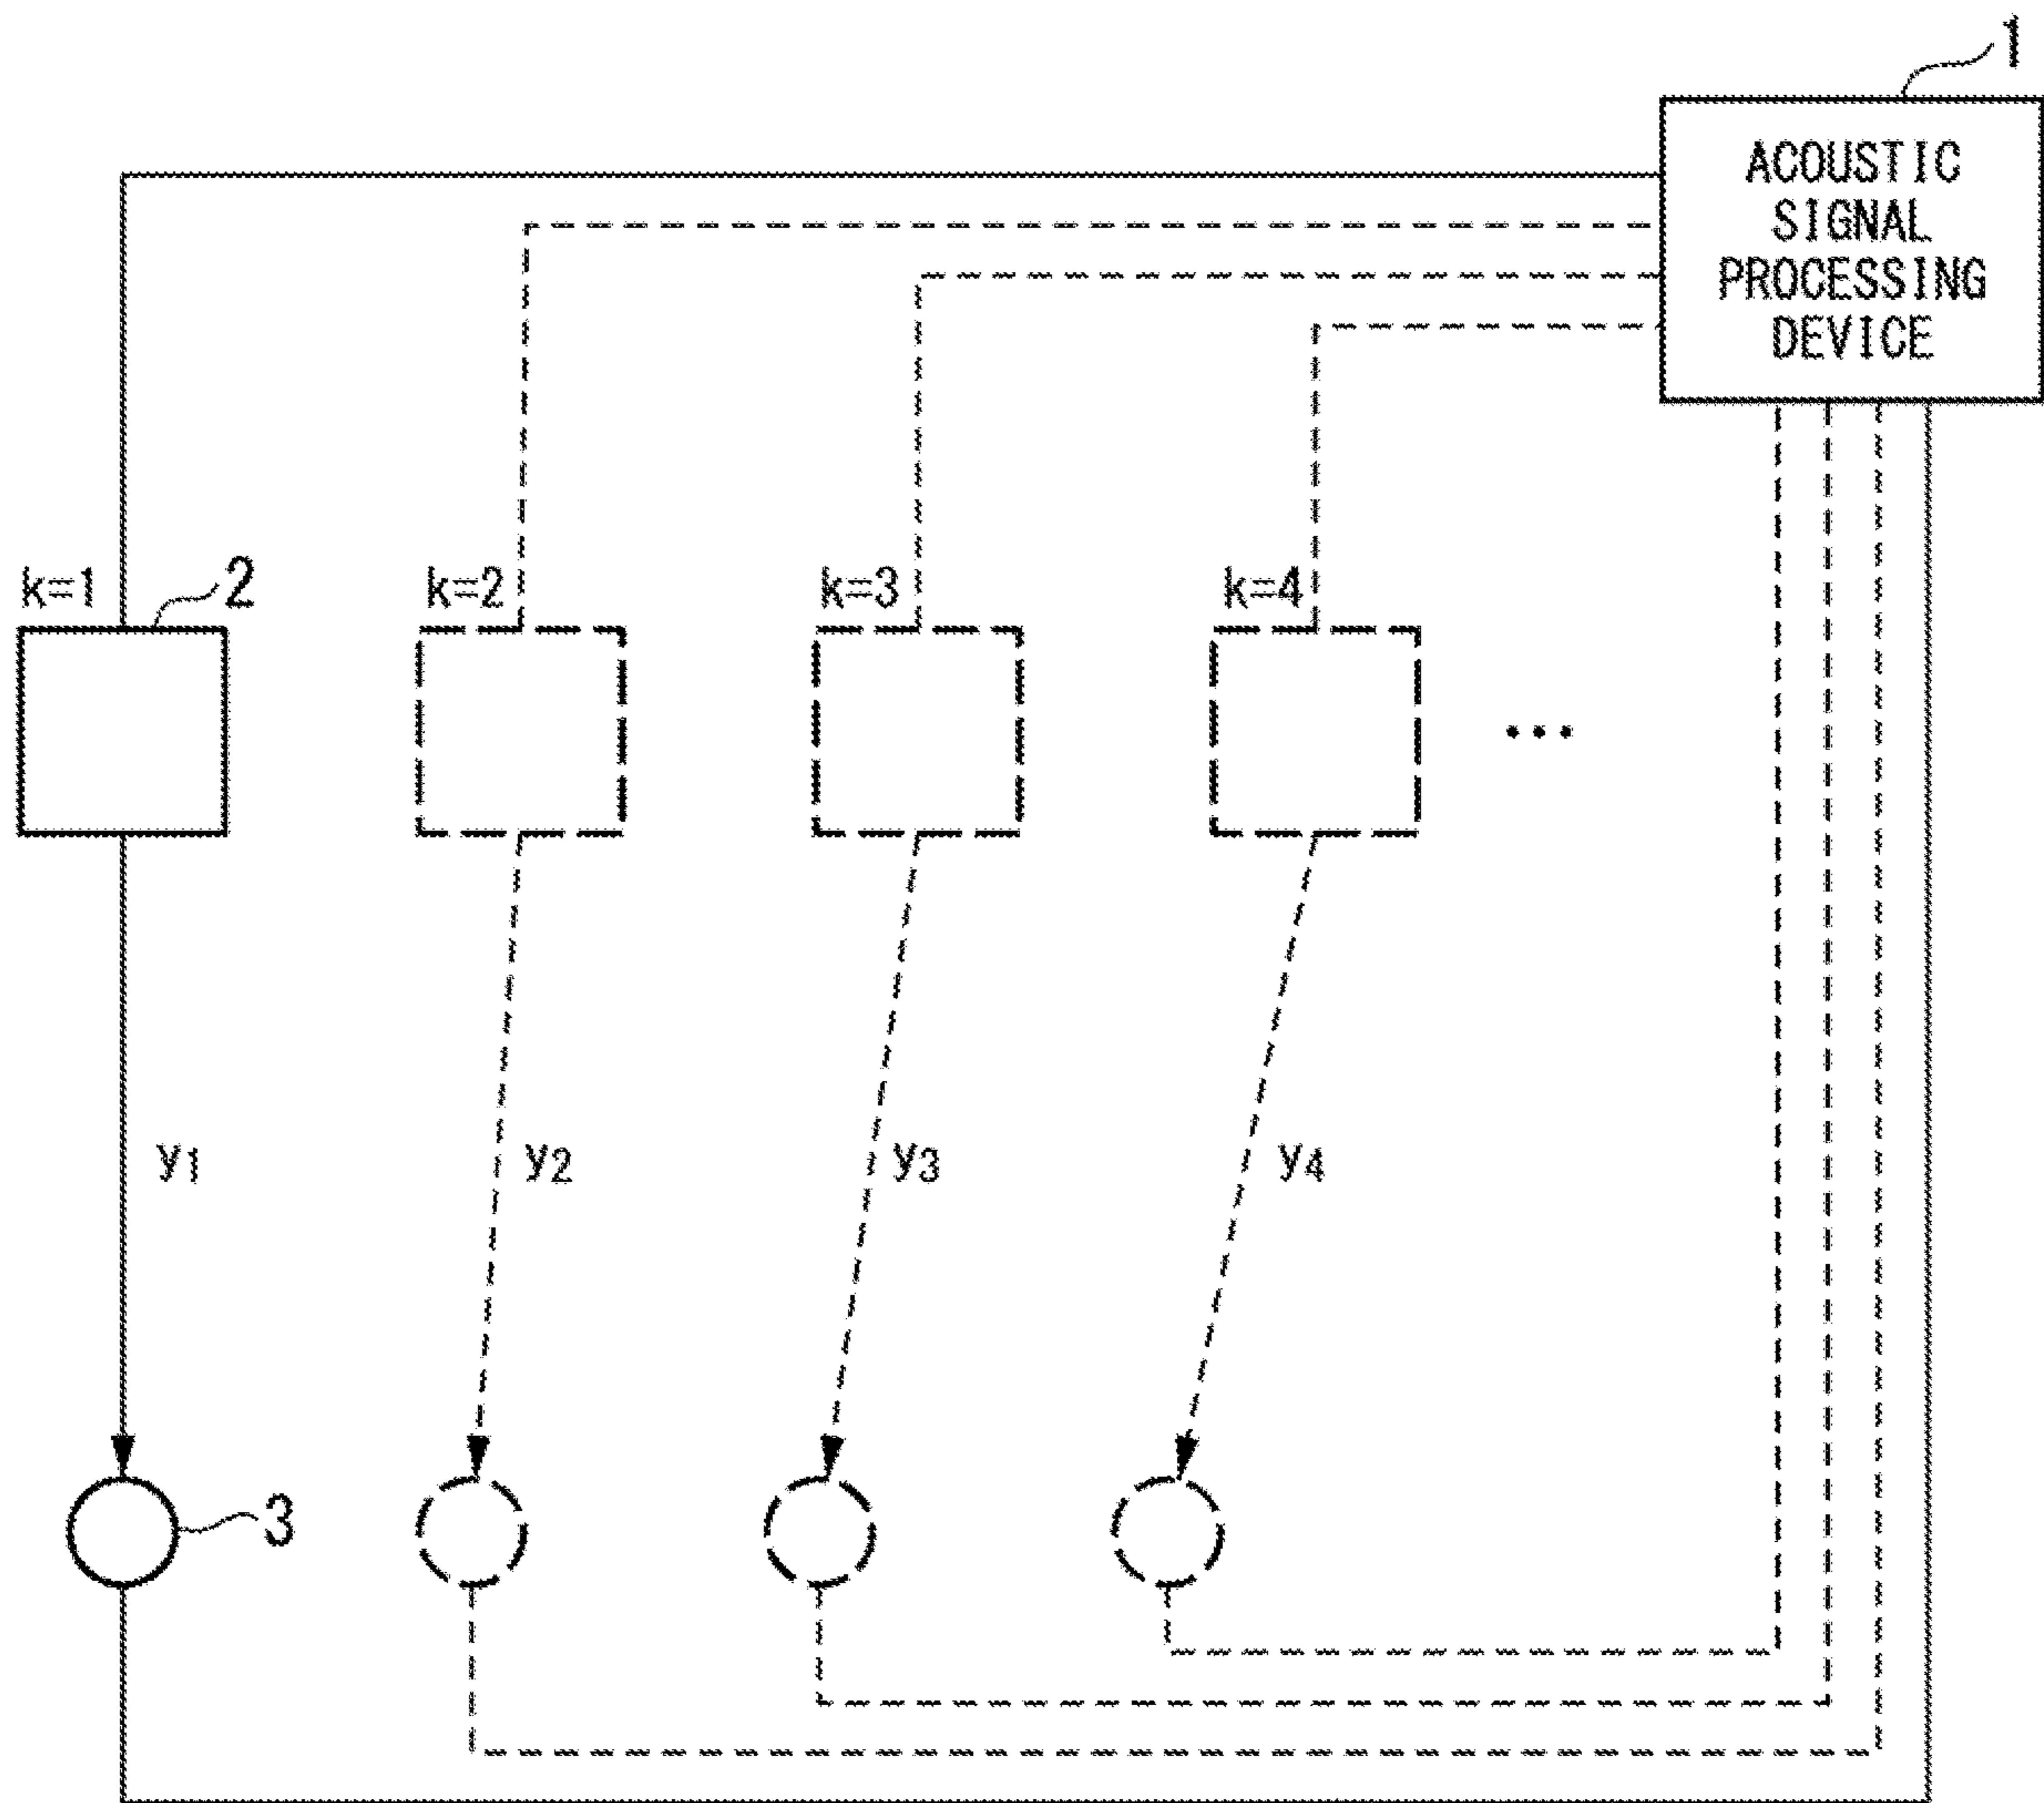 1
ACOUSTIC
SIGNAL
PROCESSING
DEVICE
k=1
2
k=2
k=3
k=4
...
y1
y2
y3
y4
3